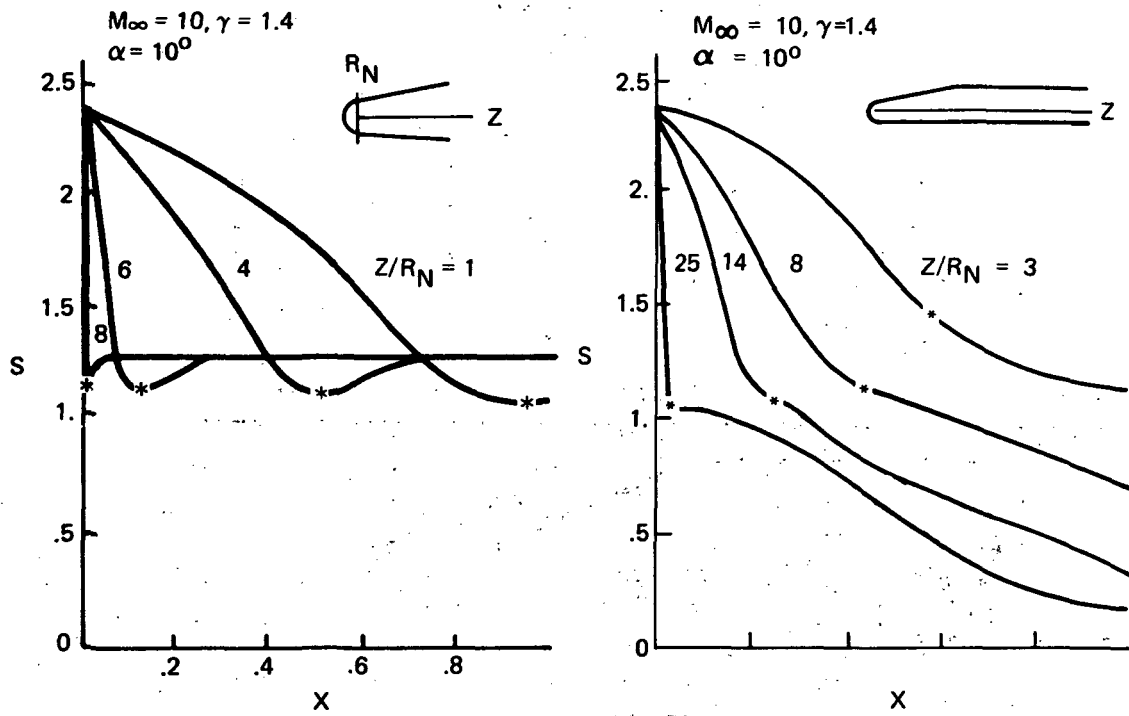 M∞ = 10, γ = 1.4
α = 10°
R_N
Z
2.5
2
1.5
1.
.5
0
S
6
4
Z/R_N = 1
8
*
*
*
*
.2
.4
.6
.8
X
M∞ = 10, γ=1.4
α = 10°
Z
2.5
2.
1.5
1.
.5
0
S
25
14
8
Z/R_N = 3
*
*
*
*
X